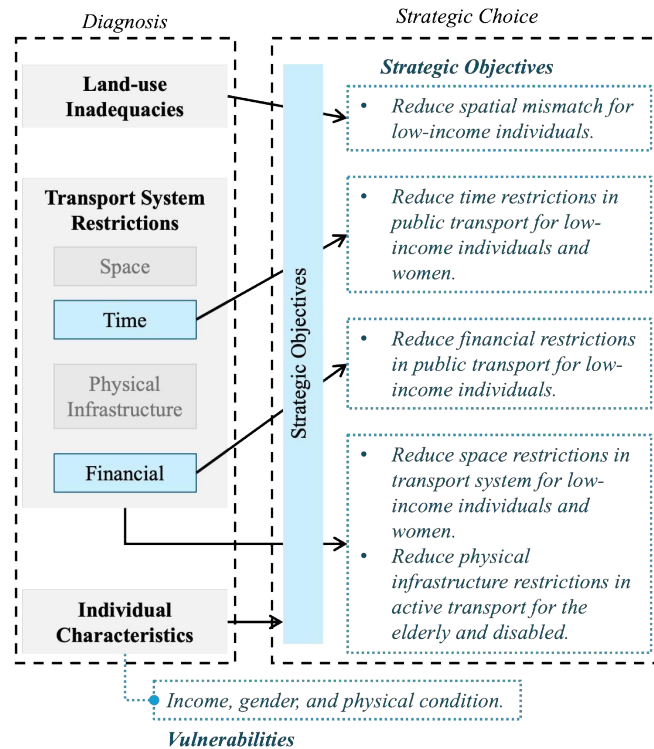 Diagnosis
Strategic Choice
Land-use
Inadequacies
Transport System
Restrictions
Space
Time
Physical
Infrastructure
Financial
Individual
Characteristics
Strategic Objectives
Strategic Objectives
• Reduce spatial mismatch for
low-income individuals.
• Reduce time restrictions in
public transport for low-
income individuals and
women.
• Reduce financial restrictions
in public transport for low-
income individuals.
• Reduce space restrictions in
transport system for low-
income individuals and
women.
• Reduce physical
infrastructure restrictions in
active transport for the
elderly and disabled.
Income, gender, and physical condition.
Vulnerabilities